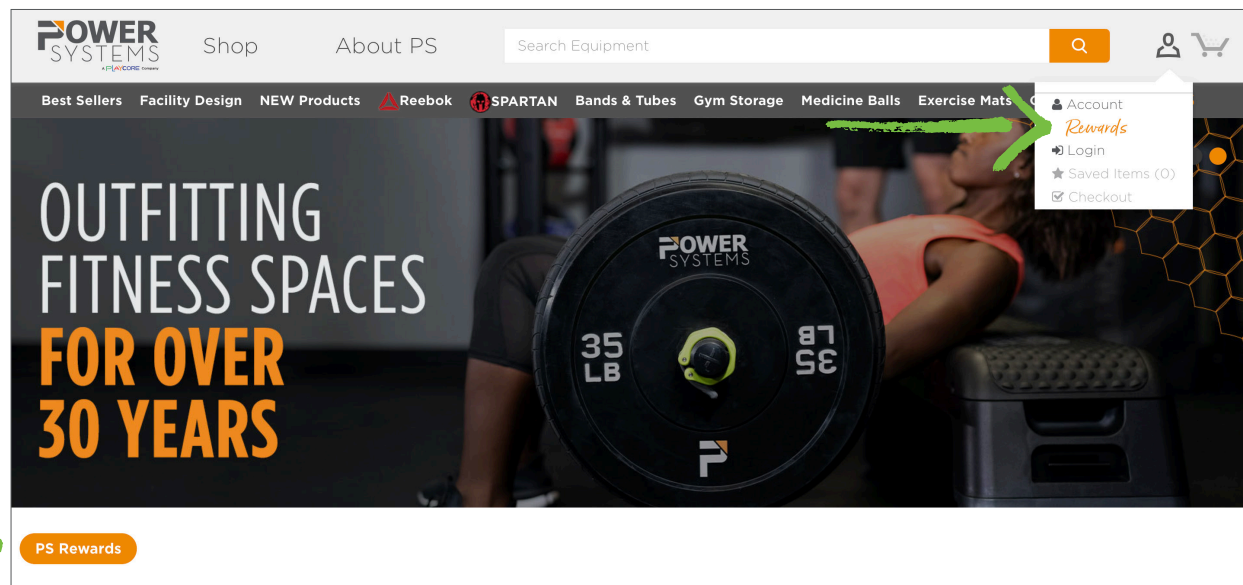 POWER
SYSTEMS
A PLAYCORE Company
Shop
About PS
Search Equipment
Best Sellers Facility Design NEW Products Reebok SPARTAN Bands & Tubes Gym Storage Medicine Balls Exercise Mats
Account
Rewards
Login
Saved Items (0)
Checkout
OUTFITTING
FITNESS SPACES
FOR OVER
30 YEARS
POWER
SYSTEMS
35
LB
35
LB
PS Rewards